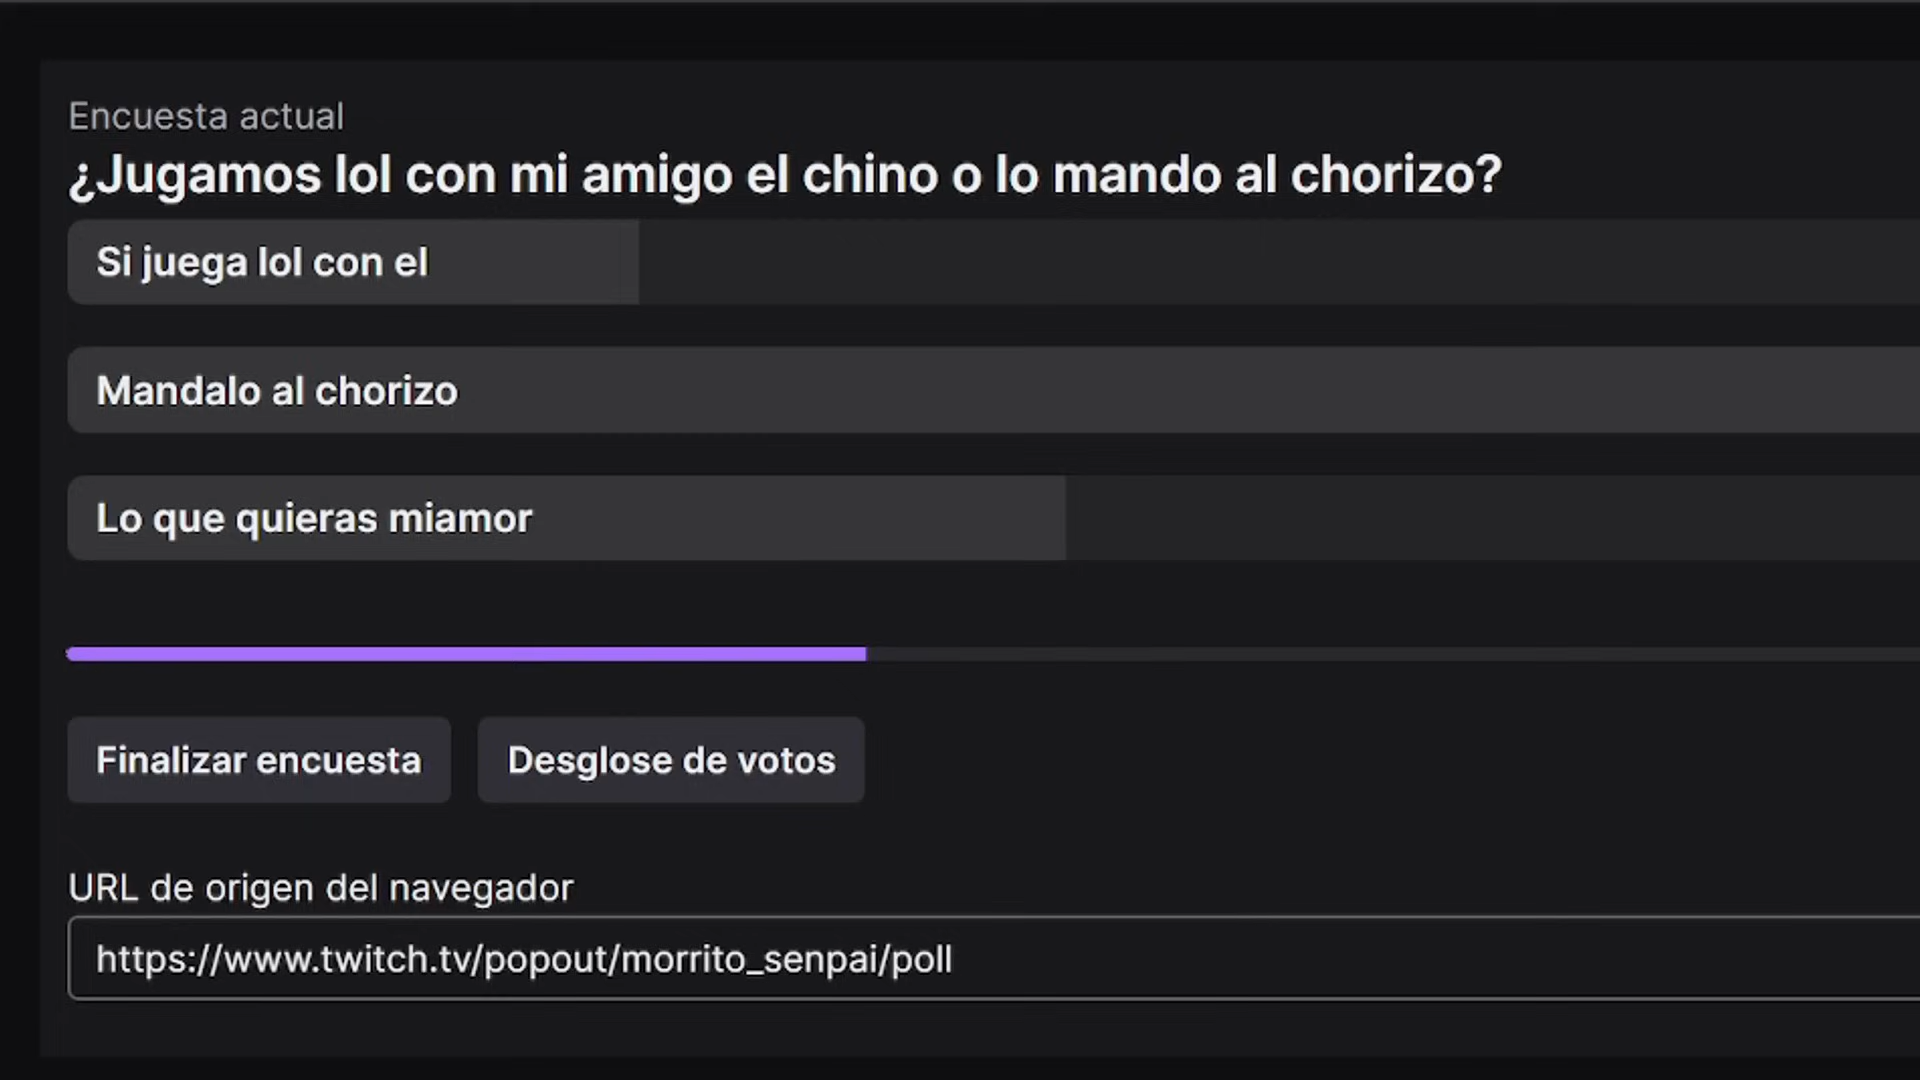 Encuesta actual
¿Jugamos lol con mi amigo el chino o lo mando al chorizo?
Si juega lol con el
Mandalo al chorizo
Lo que quieras miamor
Finalizar encuesta
Desglose de votos
URL de origen del navegador
https://www.twitch.tv/popout/morrito_senpai/poll